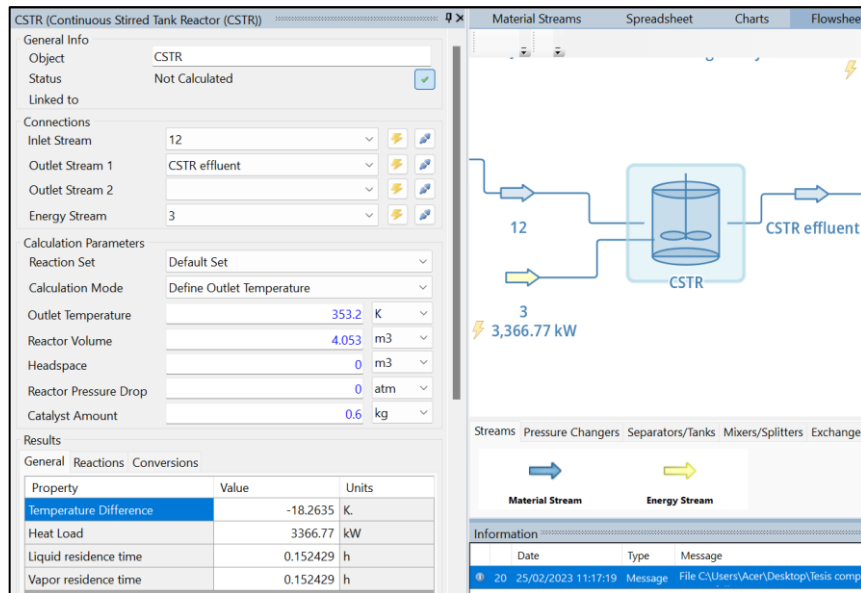 CSTR (Continuous Stirred Tank Reactor (CSTR))
General Info
Object CSTR
Status Not Calculated
Linked to
Connections
Inlet Stream 12
Outlet Stream 1 CSTR effluent
Outlet Stream 2
Energy Stream 3
Calculation Parameters
Reaction Set Default Set
Calculation Mode Define Outlet Temperature
Outlet Temperature 353.2 K
Reactor Volume 4.053 m3
Headspace 0 m3
Reactor Pressure Drop 0 atm
Catalyst Amount 0.6 kg
Results
General Reactions Conversions
Property Value Units
Temperature Difference -18.2635 K.
Heat Load 3366.77 kW
Liquid residence time 0.152429 h
Vapor residence time 0.152429 h
Material Streams Spreadsheet Charts Flowshee
12
CSTR effluent
CSTR
3
3,366.77 kW
Streams Pressure Changers Separators/Tanks Mixers/Splitters Exchange
Material Stream Energy Stream
Information
Date Type Message
20 25/02/2023 11:17:19 Message File C:\Users\Acer\Desktop\Tesis comp